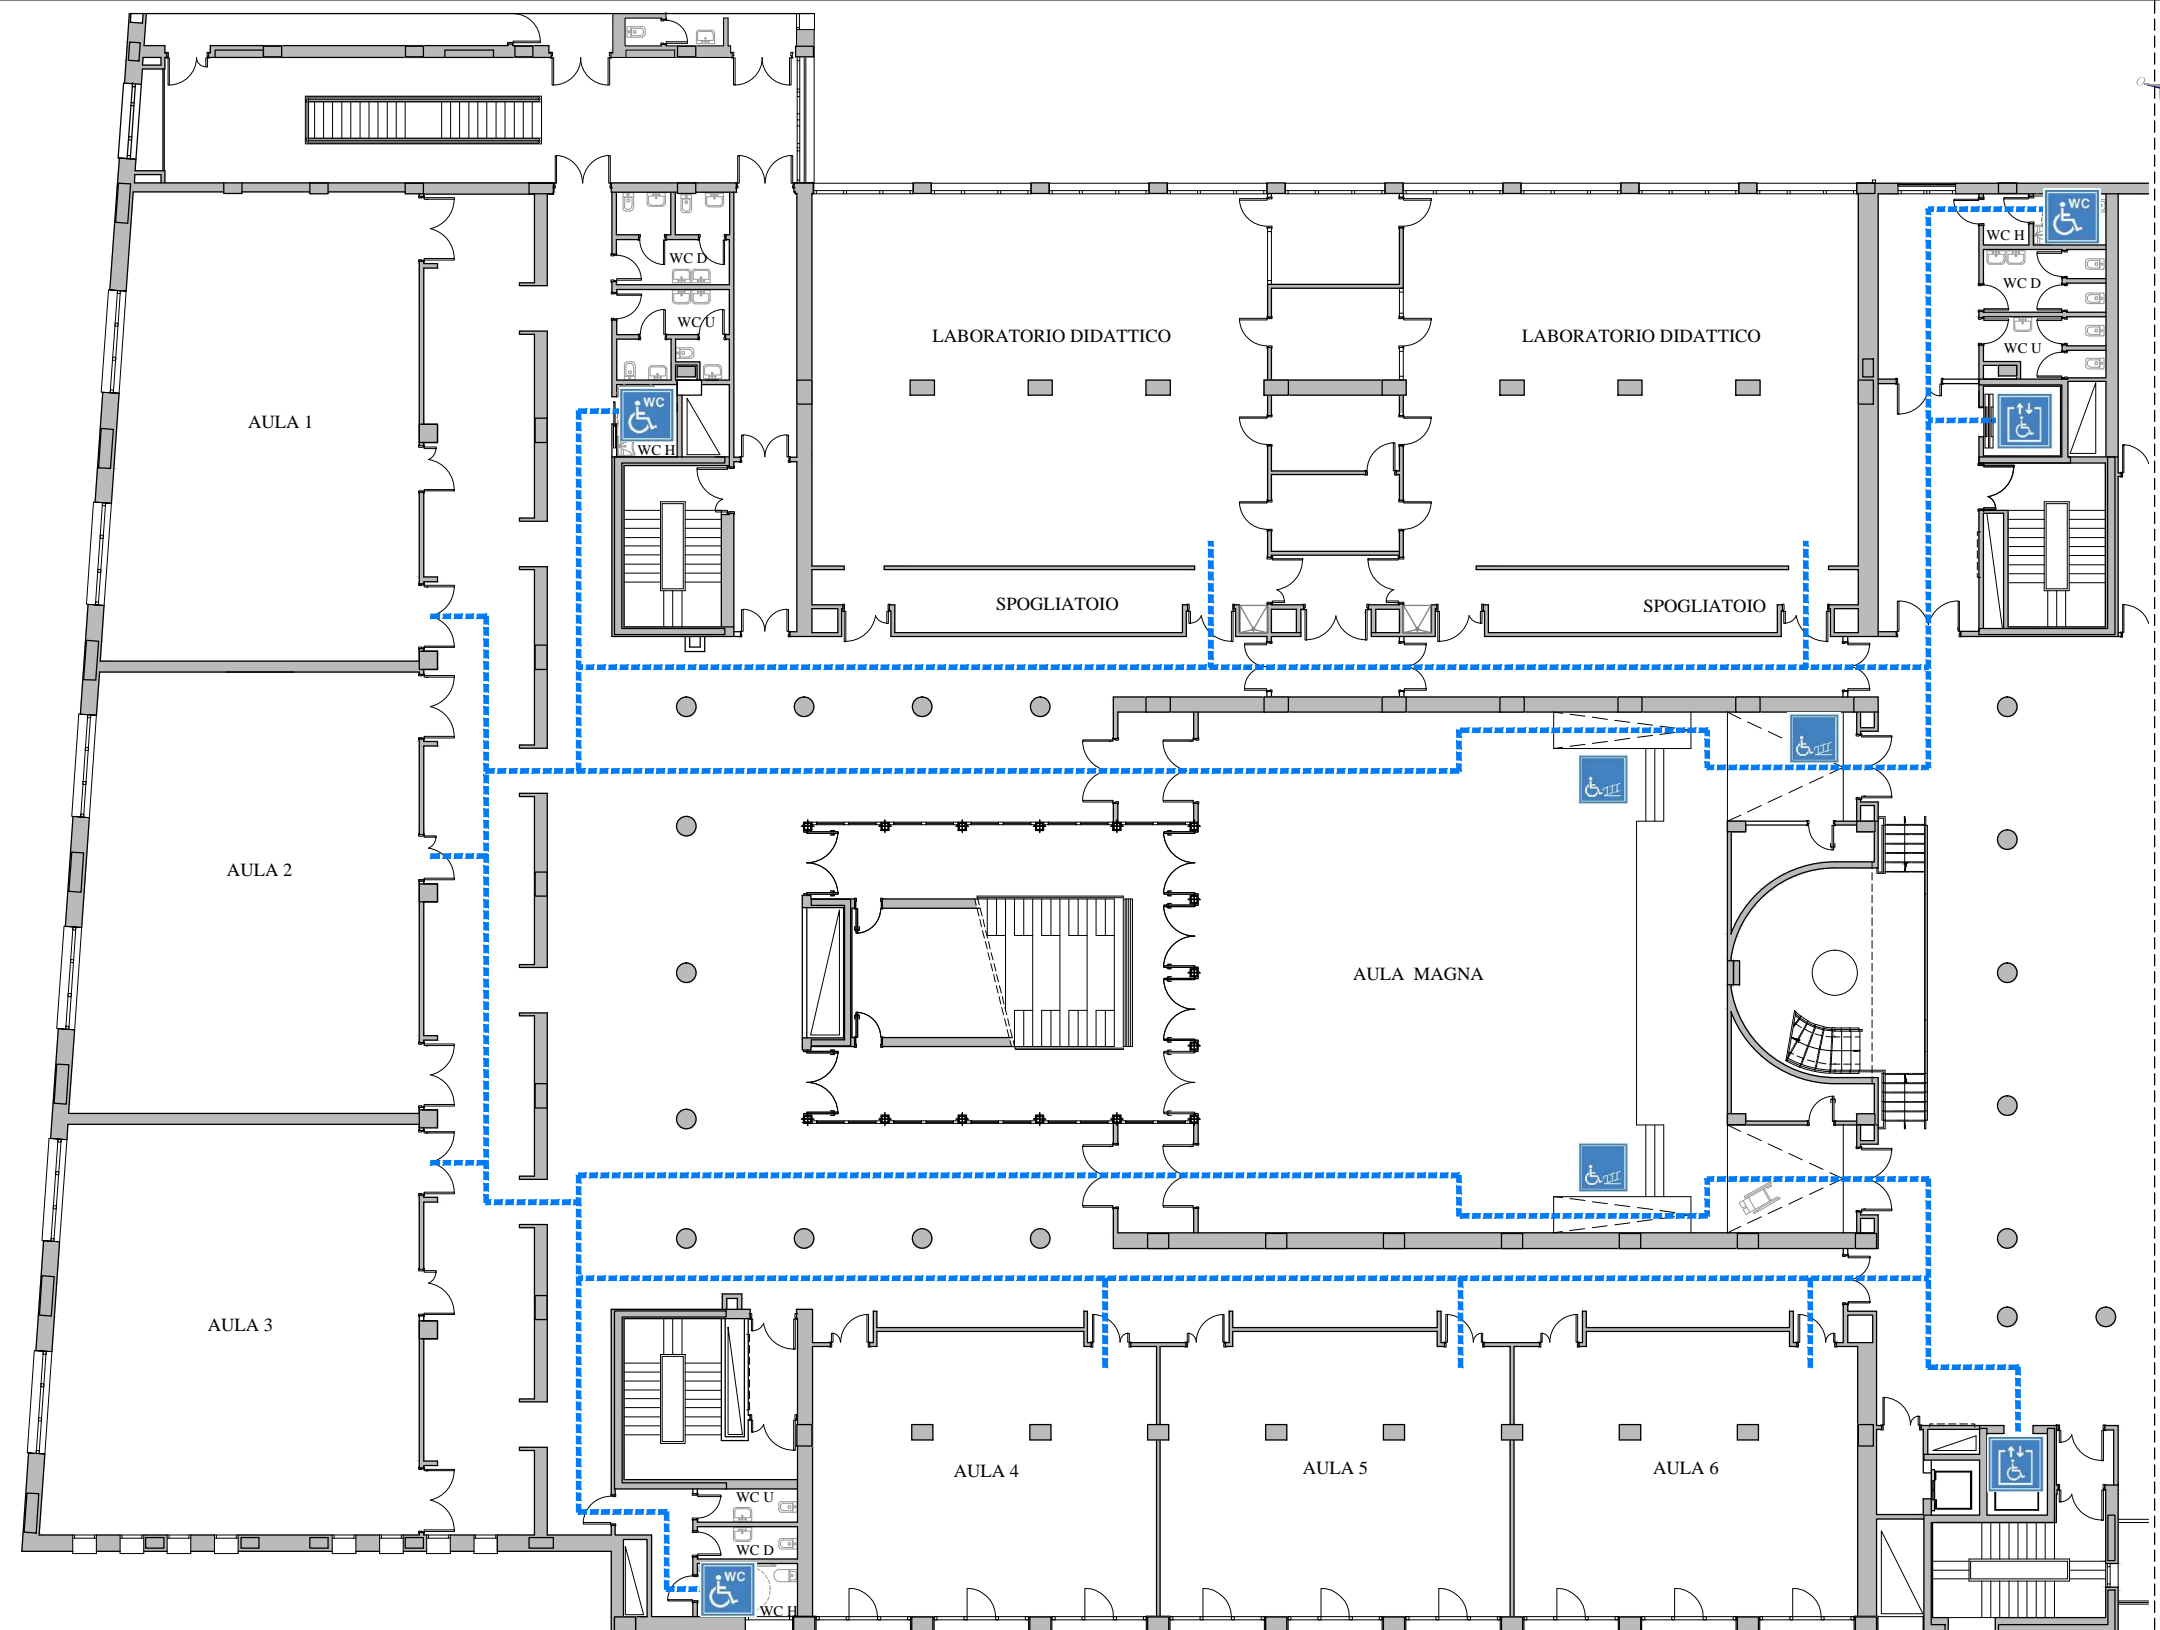 WC
WC H
WC D
WC D
WC U
WC U
LABORATORIO DIDATTICO
LABORATORIO DIDATTICO
WC
WC H
AULA 1
SPOGLIATOIO
SPOGLIATOIO
AULA 2
AULA MAGNA
AULA 3
AULA 4
AULA 5
AULA 6
WC U
WC D
WC
WC H